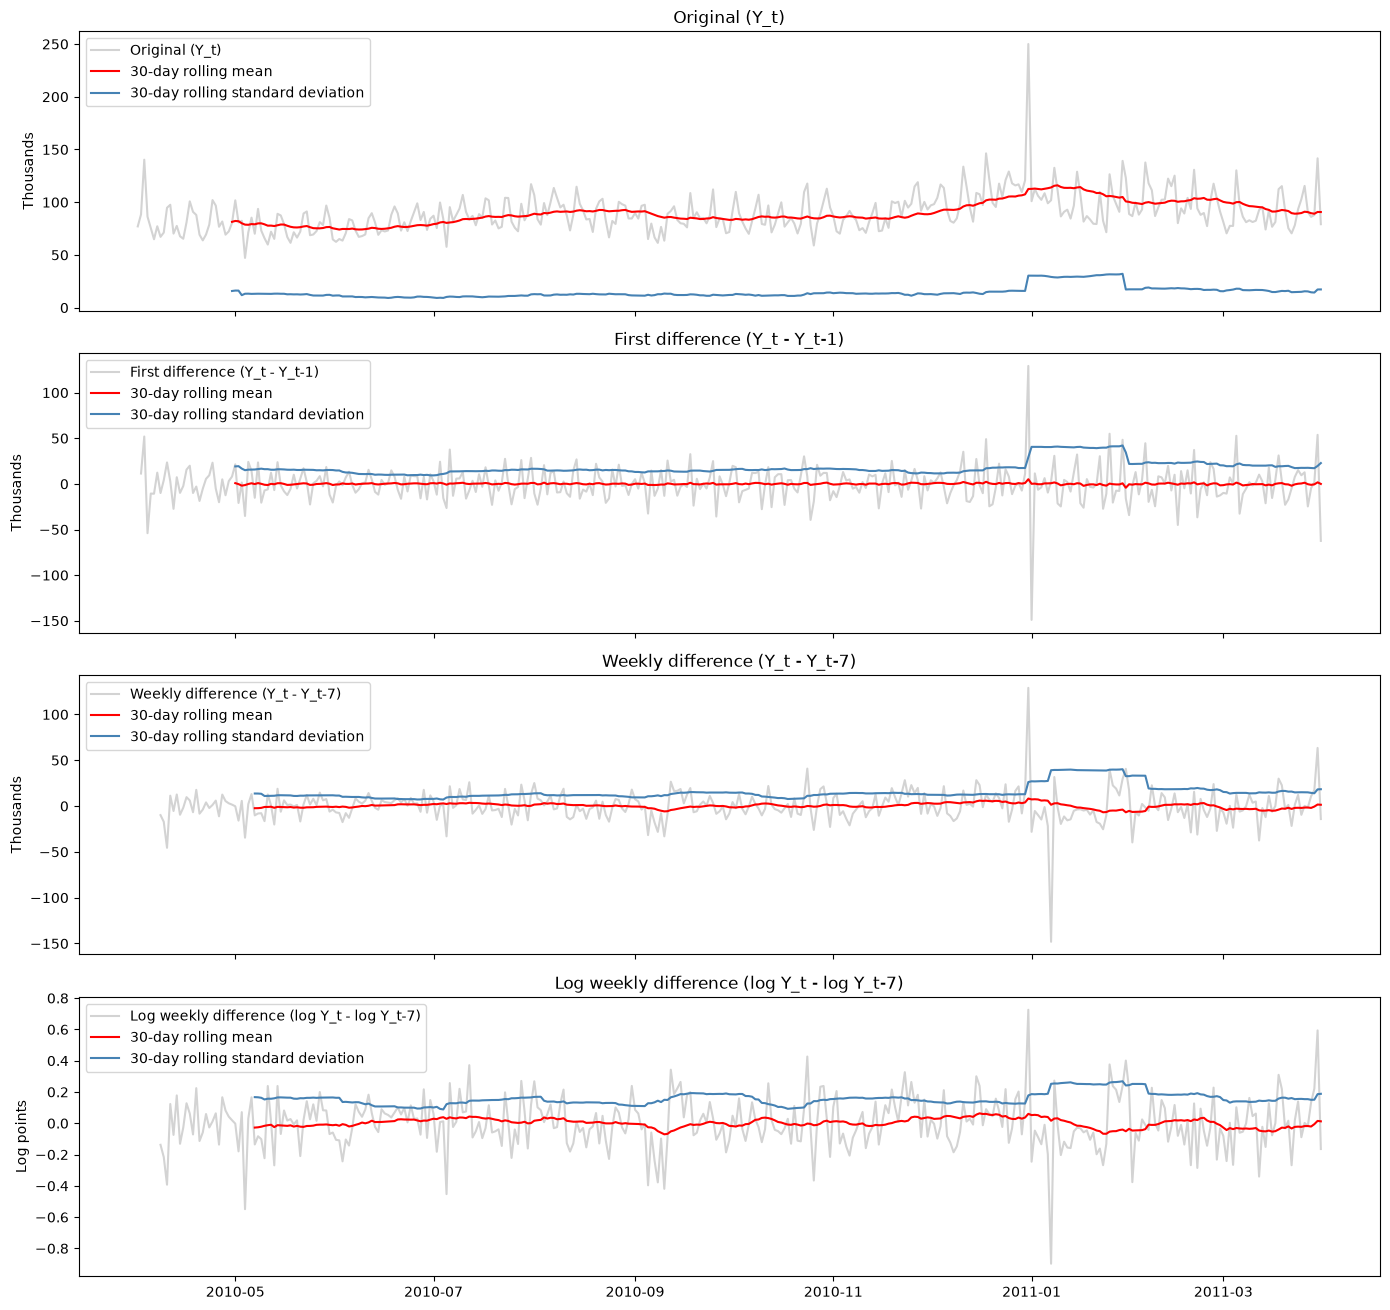 Original (Y_t)
250
200
150
100
50
0
Thousands
Original (Y_t)
30-day rolling mean
30-day rolling standard deviation
First difference (Y_t - Y_t-1)
100
50
0
−50
−100
−150
Thousands
First difference (Y_t - Y_t-1)
30-day rolling mean
30-day rolling standard deviation
Weekly difference (Y_t - Y_t-7)
100
50
0
−50
−100
−150
Thousands
Weekly difference (Y_t - Y_t-7)
30-day rolling mean
30-day rolling standard deviation
Log weekly difference (log Y_t - log Y_t-7)
0.8
0.6
0.4
0.2
0.0
−0.2
−0.4
−0.6
−0.8
Log points
Log weekly difference (log Y_t - log Y_t-7)
30-day rolling mean
30-day rolling standard deviation
2010-05 2010-07 2010-09 2010-11 2011-01 2011-03